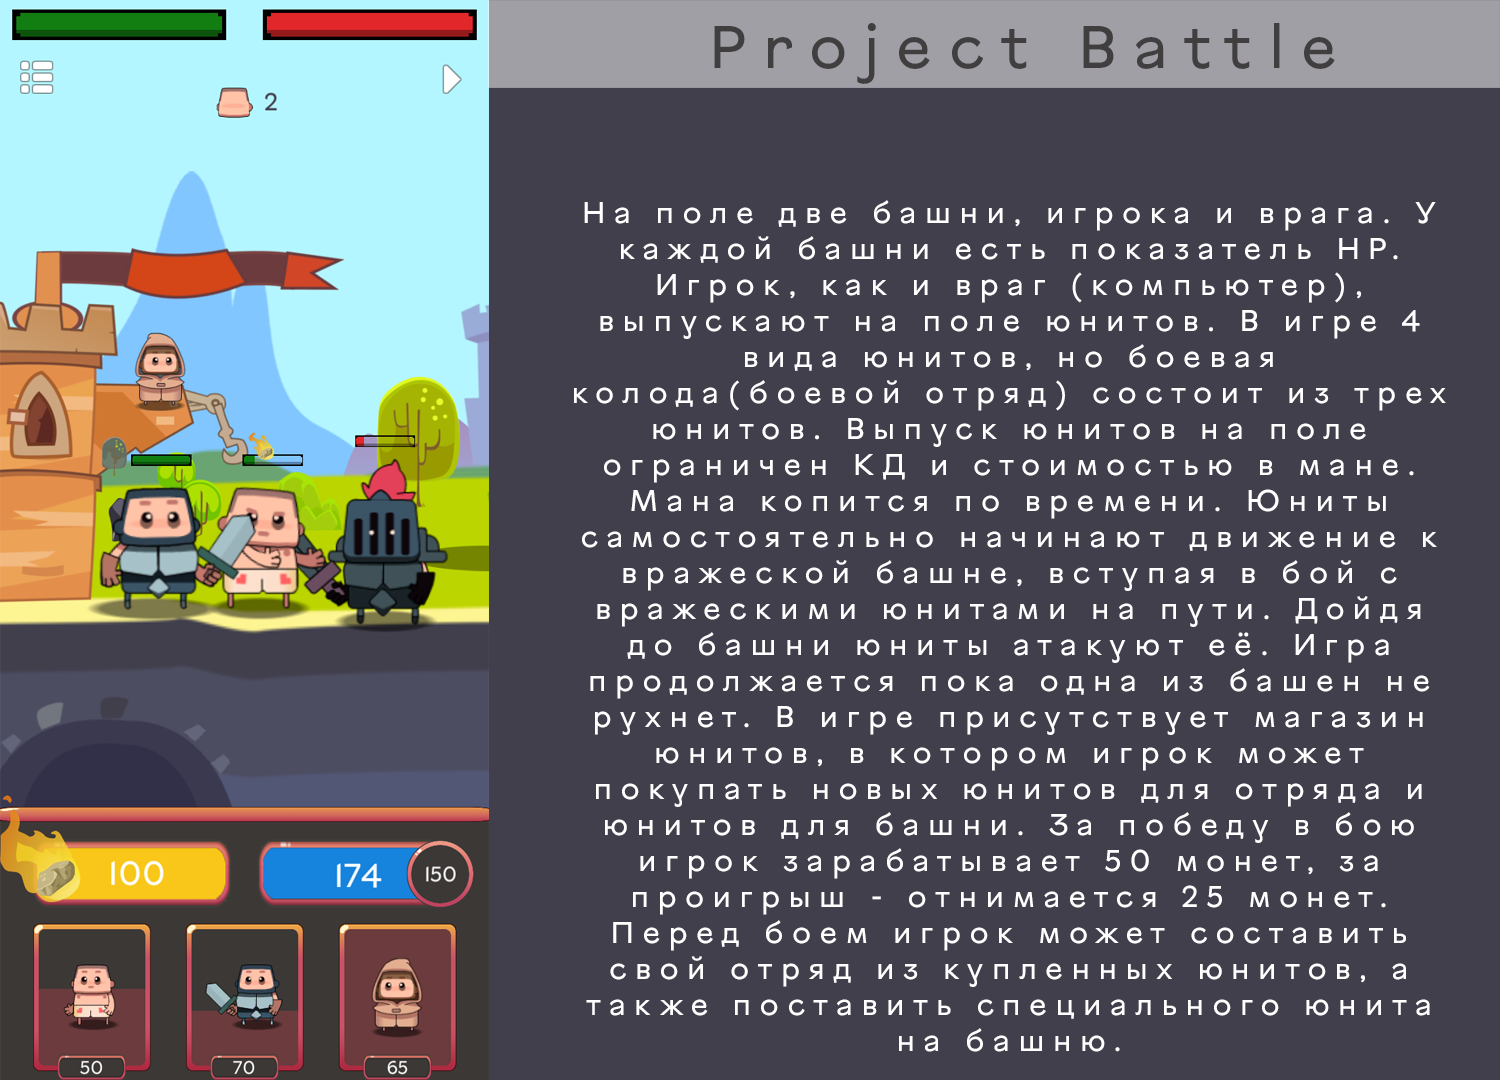 Project Battle
2
На поле две башни, игрока и врага. У
каждой башни есть показатель HP.
Игрок, как и враг (компьютер),
выпускают на поле юнитов. В игре 4
вида юнитов, но боевая
колода(боевой отряд) состоит из трех
юнитов. Выпуск юнитов на поле
ограничен КД и стоимостью в мане.
Мана копится по времени. Юниты
самостоятельно начинают движение к
вражеской башне, вступая в бой с
вражескими юнитами на пути. Дойдя
до башни юниты атакуют её. Игра
продолжается пока одна из башен не
рухнет. В игре присутствует магазин
юнитов, в котором игрок может
покупать новых юнитов для отряда и
юнитов для башни. За победу в бою
игрок зарабатывает 50 монет, за
проигрыш - отнимается 25 монет.
Перед боем игрок может составить
свой отряд из купленных юнитов, а
также поставить специального юнита
на башню.
100
174
150
50
70
65